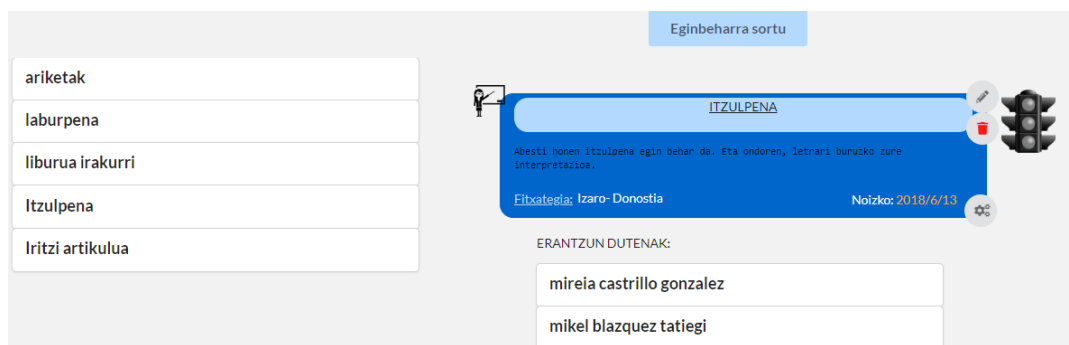 Eginbeharra sortu
ariketak
laburpena
liburua irakurri
Itzulpena
Iritzi artikulua
ITZULPENA
Abesti honen itzulpena egin behar da. Eta ondoren, letrari buruzko zure
interpretazioa.
Fitxategia: Izaro- Donostia
Noizko: 2018/6/13
ERANTZUN DUTENAK:
mireia castrillo gonzalez
mikel blazquez tatiegi